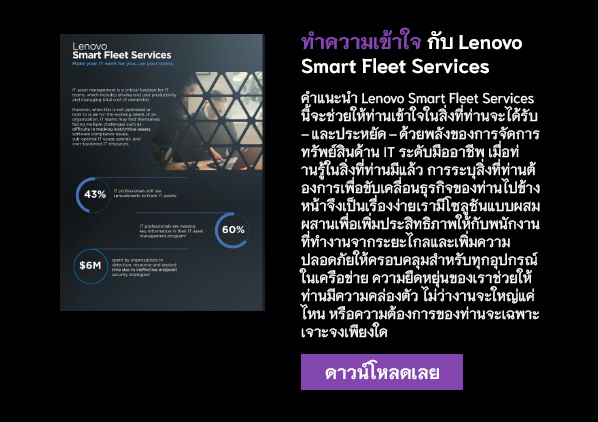 Lenovo
Smart Fleet Services
Make your IT work for you...on your terms.
IT asset management is a critical function for IT
teams, which includes driving end user productivity
and managing total cost of ownership.
However, when this is not optimized or
built to scale for the evolving needs of an
organization, IT teams may find themselves
facing multiple challenges such as
difficulty in tracking lost/critical assets,
software compliance issues,
sub-optimal IT usage spends, and
over-burdened IT resources.
43%
IT professionals still use
spreadsheets to track IT assets
IT professionals are missing
key information in their IT asset
management program
60%
$6M
spent by organizations in
detection, response and wasted
time due to ineffective endpoint
security strategies
ทำความเข้าใจ กับ Lenovo
Smart Fleet Services
คำแนะนำ Lenovo Smart Fleet Services
นี้จะช่วยให้ท่านเข้าใจในสิ่งที่ท่านจะได้รับ
– และประหยัด – ด้วยพลังของการจัดการ
ทรัพย์สินด้าน IT ระดับมืออาชีพ เมื่อท่
านรู้ในสิ่งที่ท่านมีแล้ว การระบุสิ่งที่ท่านต้
องการเพื่อขับเคลื่อนธุรกิจของท่านไปข้าง
หน้าจึงเป็นเรื่องง่ายเรามีโซลูชันแบบผสม
ผสานเพื่อเพิ่มประสิทธิภาพให้กับพนักงาน
ที่ทำงานจากระยะไกลและเพิ่มความ
ปลอดภัยให้ครอบคลุมสำหรับทุกอุปกรณ์
ในเครือข่าย ความยืดหยุ่นของเราช่วยให้
ท่านมีความคล่องตัว ไม่ว่างานจะใหญ่แค่
ไหน หรือความต้องการของท่านจะเฉพาะ
เจาะจงเพียงใด
ดาวน์โหลดเลย